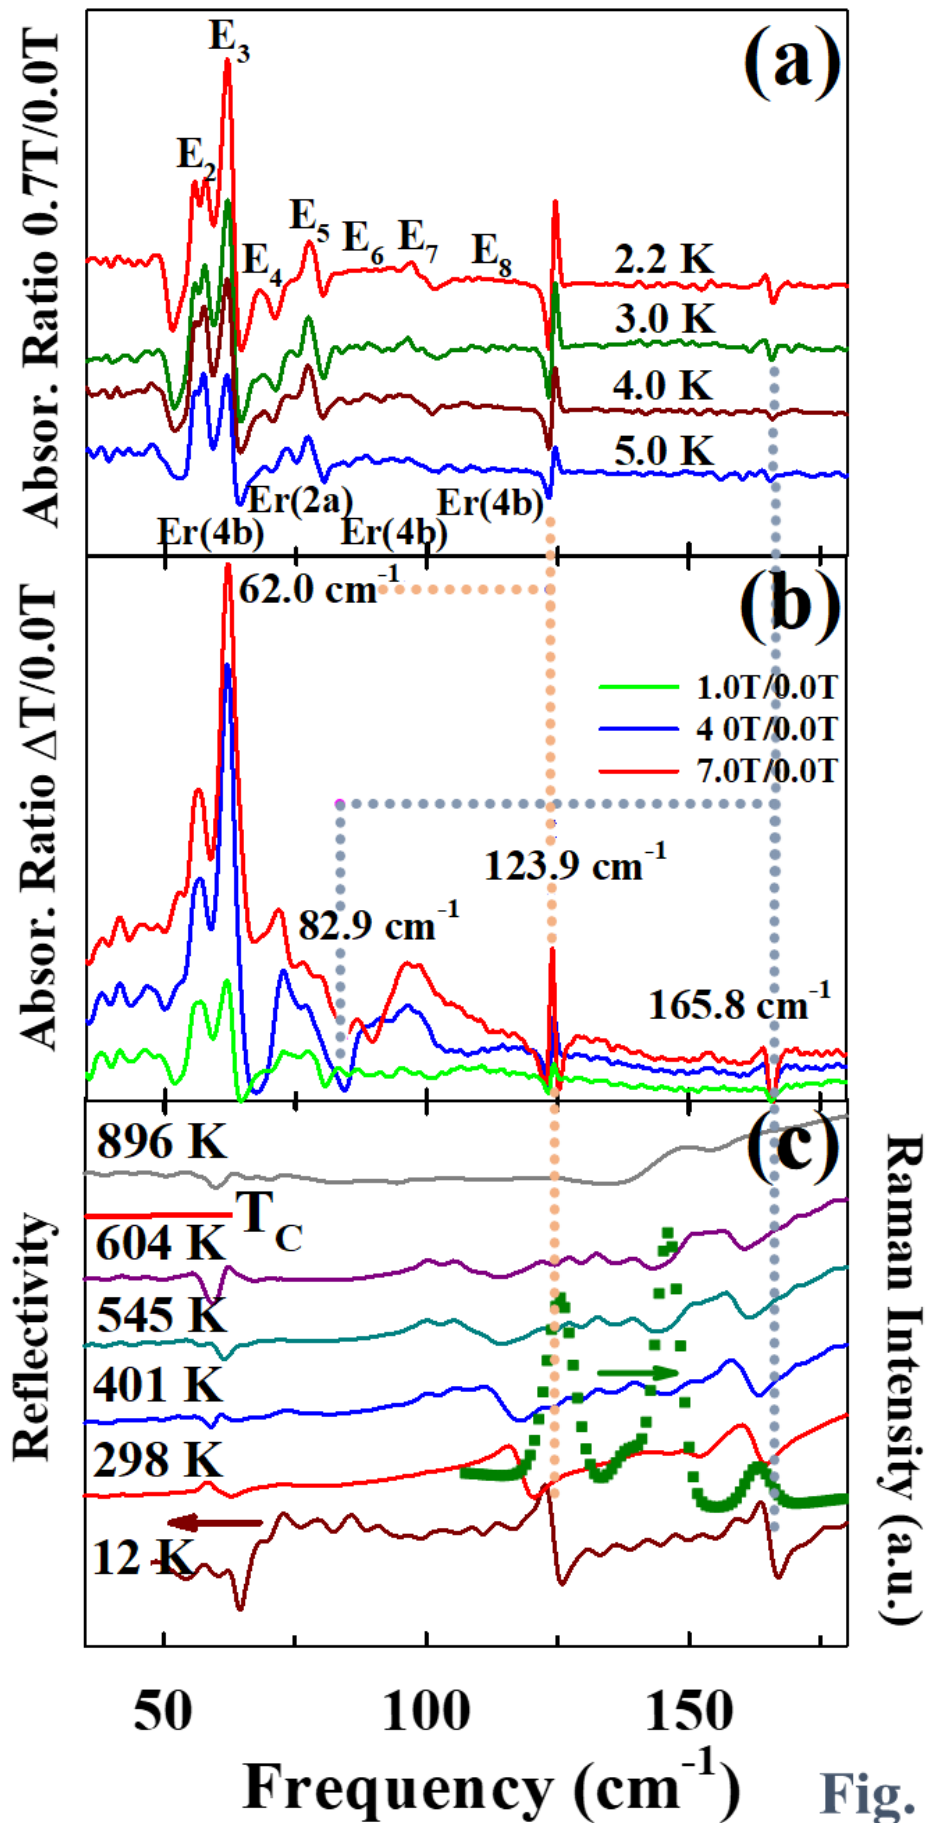 Absor. Ratio 0.7T/0.0T
(a)
E3
E2
E5
E4
E6
E7
E8
2.2 K
3.0 K
4.0 K
5.0 K
Er(2a)
Er(4b)
Er(4b)
Er(4b)
Absor. Ratio ΔT/0.0T
(b)
62.0 cm-1
1.0T/0.0T
4 0T/0.0T
7.0T/0.0T
123.9 cm-1
82.9 cm-1
165.8 cm-1
(c)
896 K
TC
604 K
545 K
401 K
298 K
12 K
Reflectivity
Raman Intensity (a.u.)
50 100 150
Frequency (cm-1)
Fig.